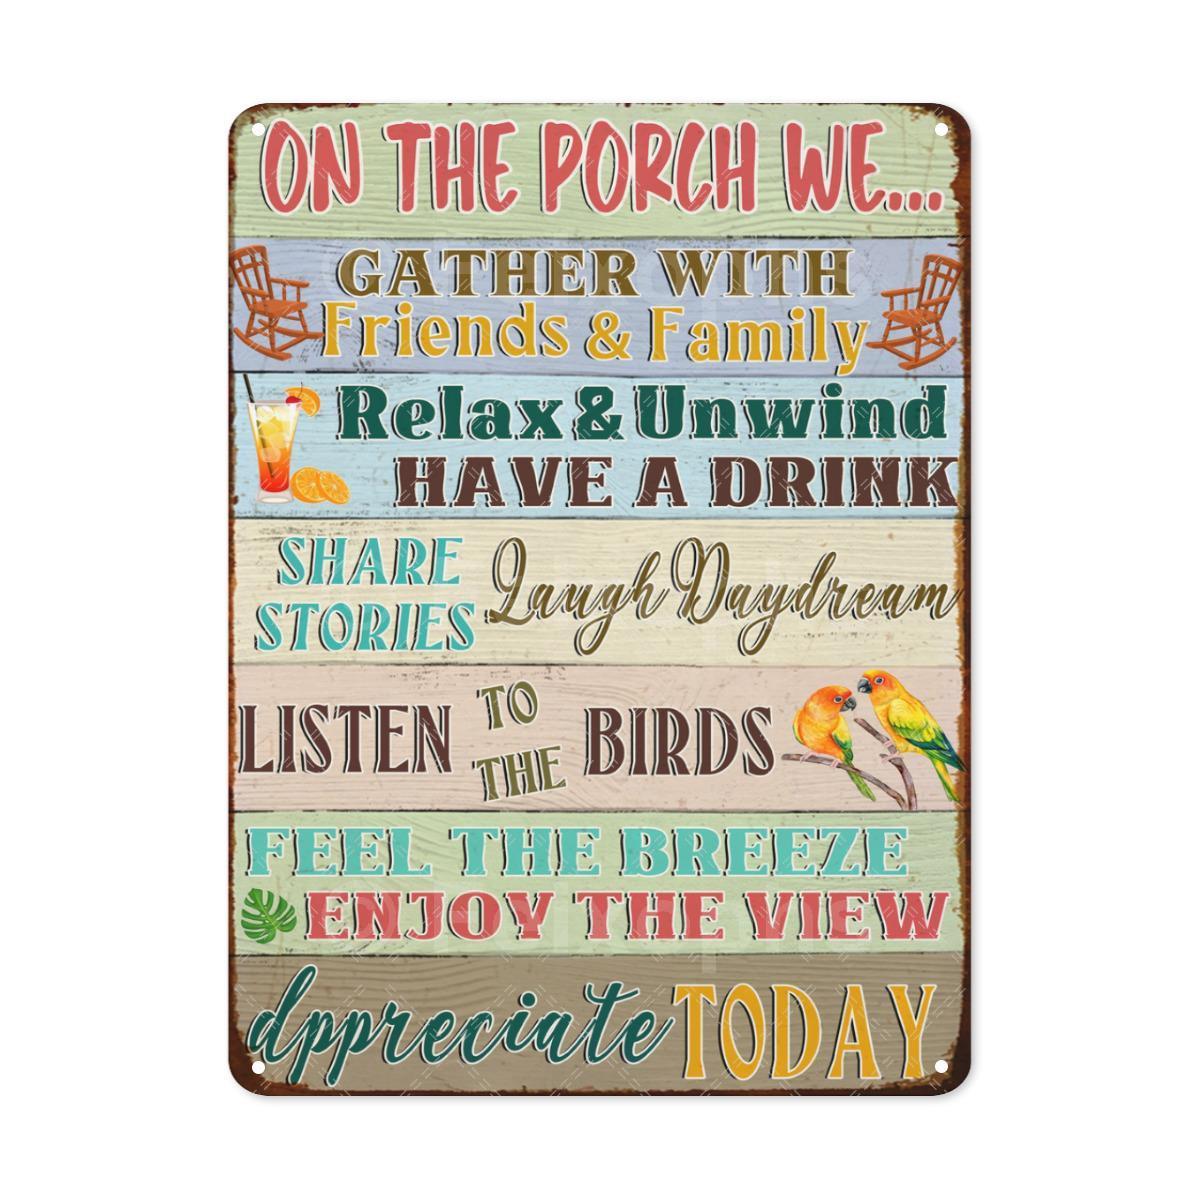 ON THE PORCH WE...
GATHER WITH
Friends & Family
Relax & Unwind
HAVE A DRINK
SHARE STORIES Laugh Daydream
LISTEN TO THE BIRDS
FEEL THE BREEZE
ENJOY THE VIEW
appreciate TODAY